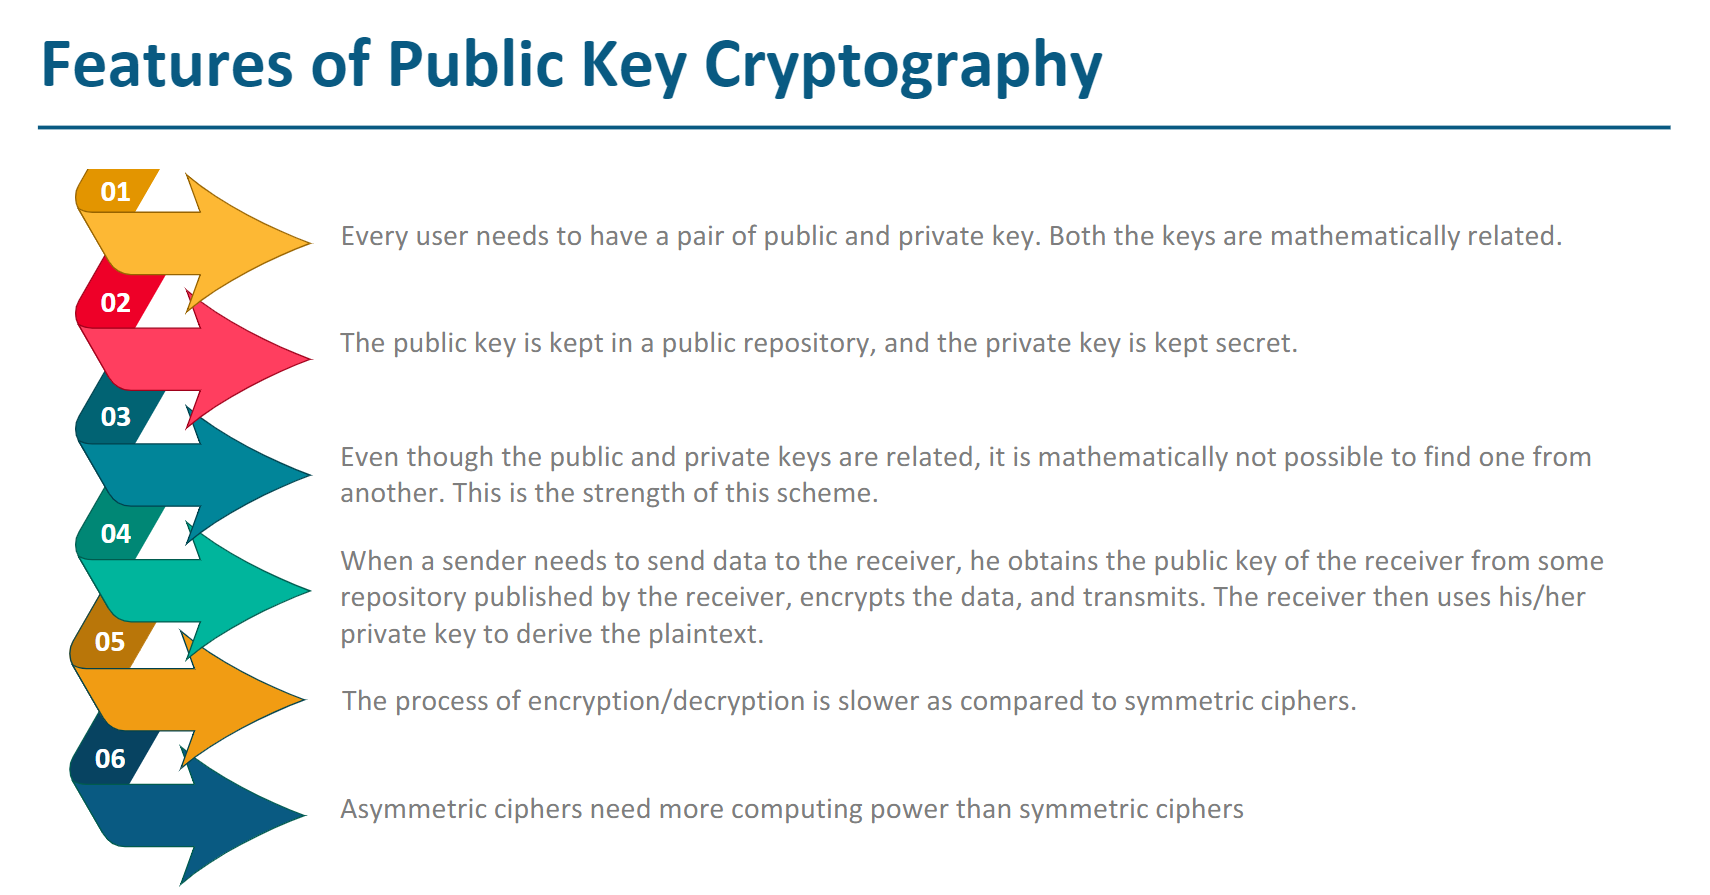 Features of Public Key Cryptography
01
Every user needs to have a pair of public and private key. Both the keys are mathematically related.
02
The public key is kept in a public repository, and the private key is kept secret.
03
Even though the public and private keys are related, it is mathematically not possible to find one from
another. This is the strength of this scheme.
04
When a sender needs to send data to the receiver, he obtains the public key of the receiver from some
repository published by the receiver, encrypts the data, and transmits. The receiver then uses his/her
private key to derive the plaintext.
05
The process of encryption/decryption is slower as compared to symmetric ciphers.
06
Asymmetric ciphers need more computing power than symmetric ciphers